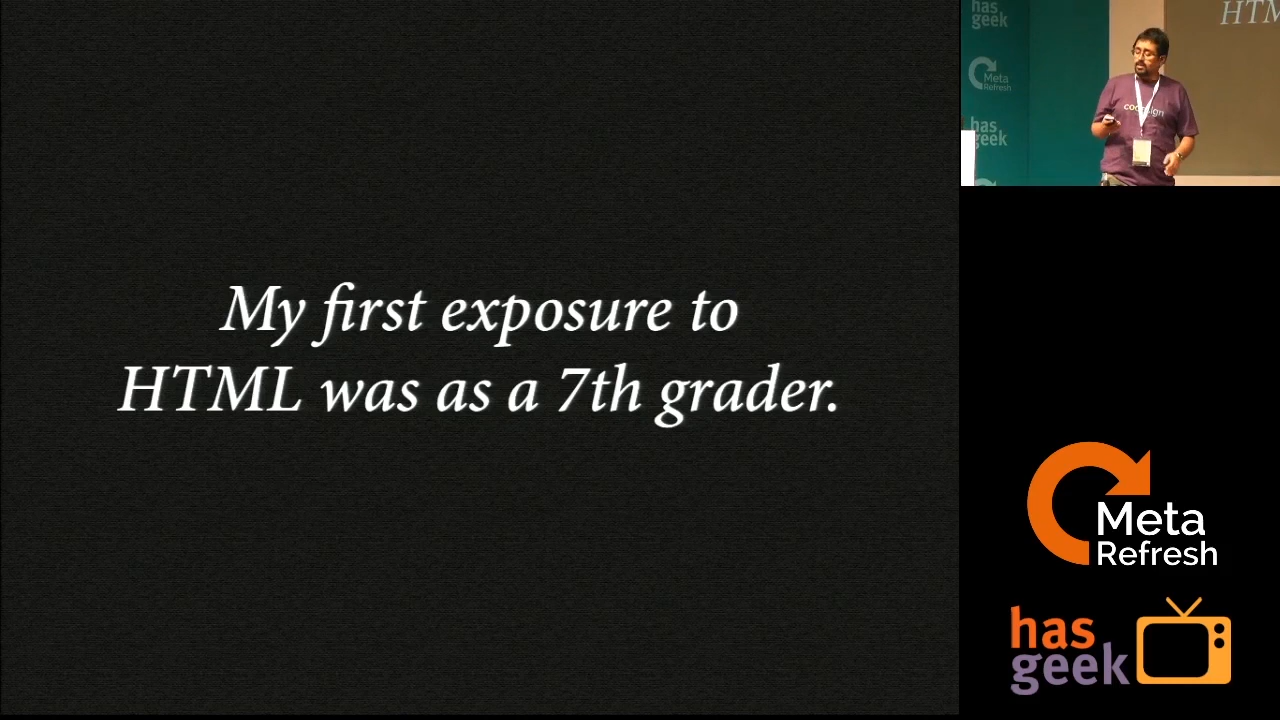 My first exposure to
HTML was as a 7th grader.
has
geek
Meta
Refresh
has
geek
HTM
Meta
Refresh
has
geek